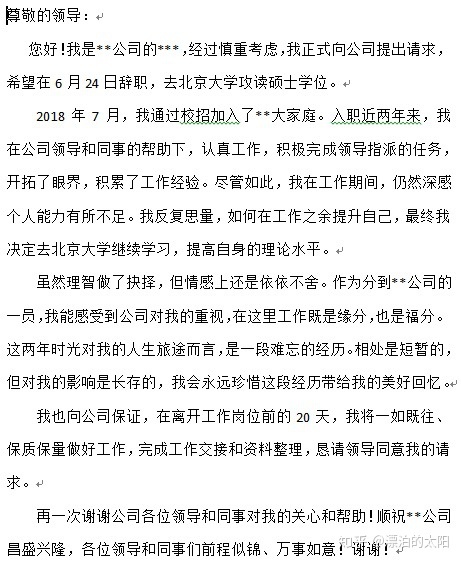 尊敬的领导：
您好！我是**公司的***，经过慎重考虑，我正式向公司提出请求，
希望在 6 月 24 日辞职，去北京大学攻读硕士学位。
2018 年 7 月，我通过校招加入了**大家庭。入职近两年来，我
在公司领导和同事的帮助下，认真工作，积极完成领导指派的任务，
开拓了眼界，积累了工作经验。尽管如此，我在工作期间，仍然深感
个人能力有所不足。我反复思量，如何在工作之余提升自己，最终我
决定去北京大学继续学习，提高自身的理论水平。
虽然理智做了抉择，但情感上还是依依不舍。作为分到**公司的
一员，我能感受到公司对我的重视，在这里工作既是缘分，也是福分。
这两年时光对我的人生旅途而言，是一段难忘的经历。相处是短暂的，
但对我的影响是长存的，我会永远珍惜这段经历带给我的美好回忆。
我也向公司保证，在离开工作岗位前的 20 天，我将一如既往、
保质保量做好工作，完成工作交接和资料整理，恳请领导同意我的请
求。
再一次谢谢公司各位领导和同事对我的关心和帮助！顺祝**公司
昌盛兴隆，各位领导和同事们前程似锦、万事如意！谢谢！
知乎 @漂泊的太阳